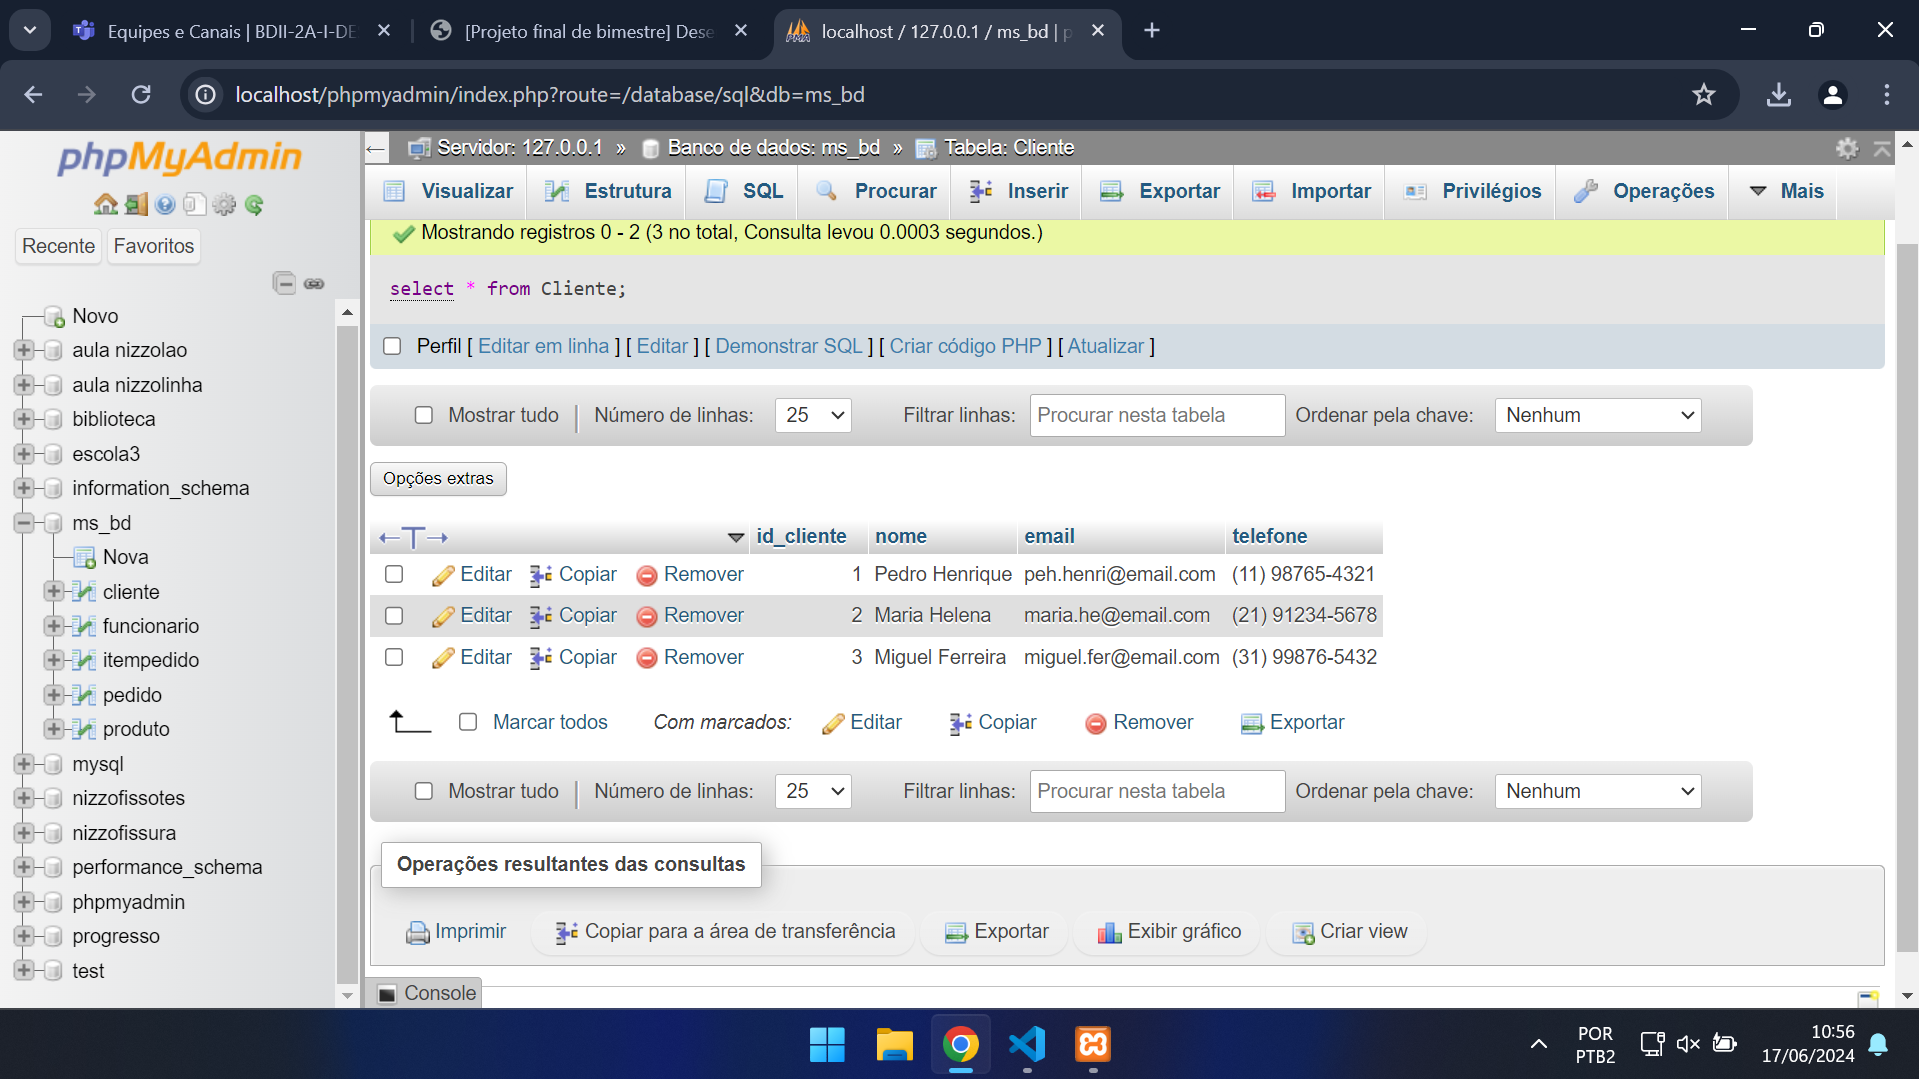 Equipes e Canais | BDII-2A-I-DE
[Projeto final de bimestre] Dese
localhost / 127.0.0.1 / ms_bd | p
localhost/phpmyadmin/index.php?route=/database/sql&db=ms_bd
phpMyAdmin
Recente
Favoritos
Novo
aula nizzolao
aula nizzolinha
biblioteca
escola3
information_schema
ms_bd
Nova
cliente
funcionario
itempedido
pedido
produto
mysql
nizzofissotes
nizzofissura
performance_schema
phpmyadmin
progresso
test
Servidor: 127.0.0.1 » Banco de dados: ms_bd » Tabela: Cliente
Visualizar Estrutura SQL Procurar Inserir Exportar Importar Privilégios Operações Mais
Mostrando registros 0 - 2 (3 no total, Consulta levou 0.0003 segundos.)
select * from Cliente;
Perfil [ Editar em linha ] [ Editar ] [ Demonstrar SQL ] [ Criar código PHP ] [ Atualizar ]
Mostrar tudo | Número de linhas: 25 Filtrar linhas: Procurar nesta tabela Ordenar pela chave: Nenhum
Opções extras
id_cliente nome email telefone
Editar Copiar Remover 1 Pedro Henrique peh.henri@email.com (11) 98765-4321
Editar Copiar Remover 2 Maria Helena maria.he@email.com (21) 91234-5678
Editar Copiar Remover 3 Miguel Ferreira miguel.fer@email.com (31) 99876-5432
Marcar todos Com marcados: Editar Copiar Remover Exportar
Mostrar tudo | Número de linhas: 25 Filtrar linhas: Procurar nesta tabela Ordenar pela chave: Nenhum
Operações resultantes das consultas
Imprimir Copiar para a área de transferência Exportar Exibir gráfico Criar view
Console
POR
PTB2
10:56
17/06/2024